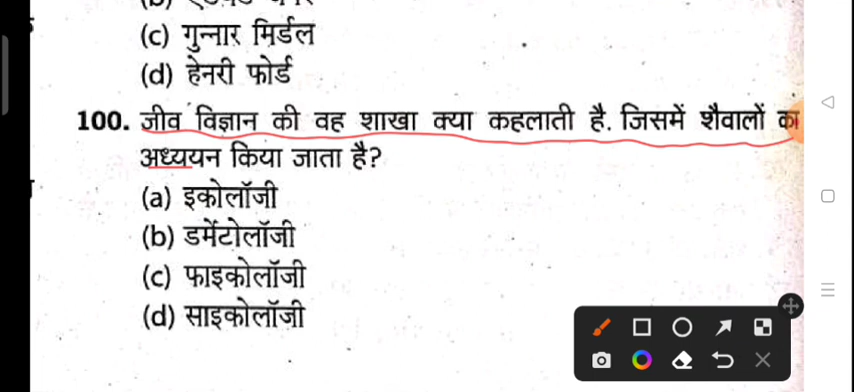 (c) गुन्नार मिर्डल
(d) हेनरी फोर्ड
100. जीव विज्ञान की वह शाखा क्या कहलाती है. जिसमें शैवालों का
अध्ययन किया जाता है?
(a) इकोलॉजी
(b) डर्मेटोलॉजी
(c) फाइकोलॉजी
(d) साइकोलॉजी